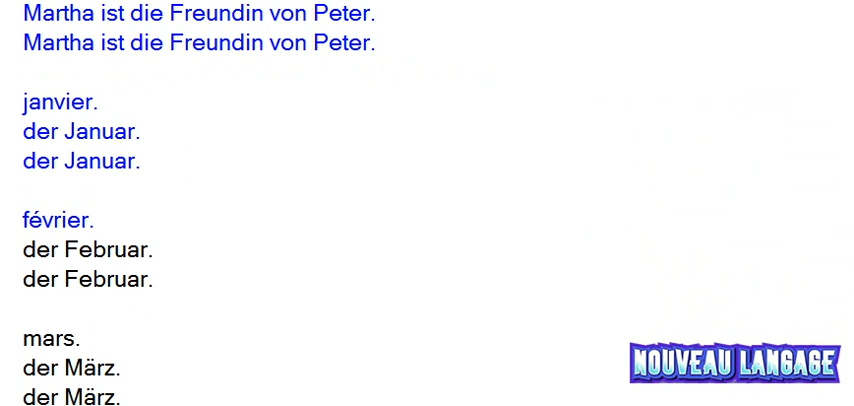 Martha ist die Freundin von Peter.
Martha ist die Freundin von Peter.
janvier.
der Januar.
der Januar.
février.
der Februar.
der Februar.
mars.
der März.
der März.
NOUVEAU LANGAGE